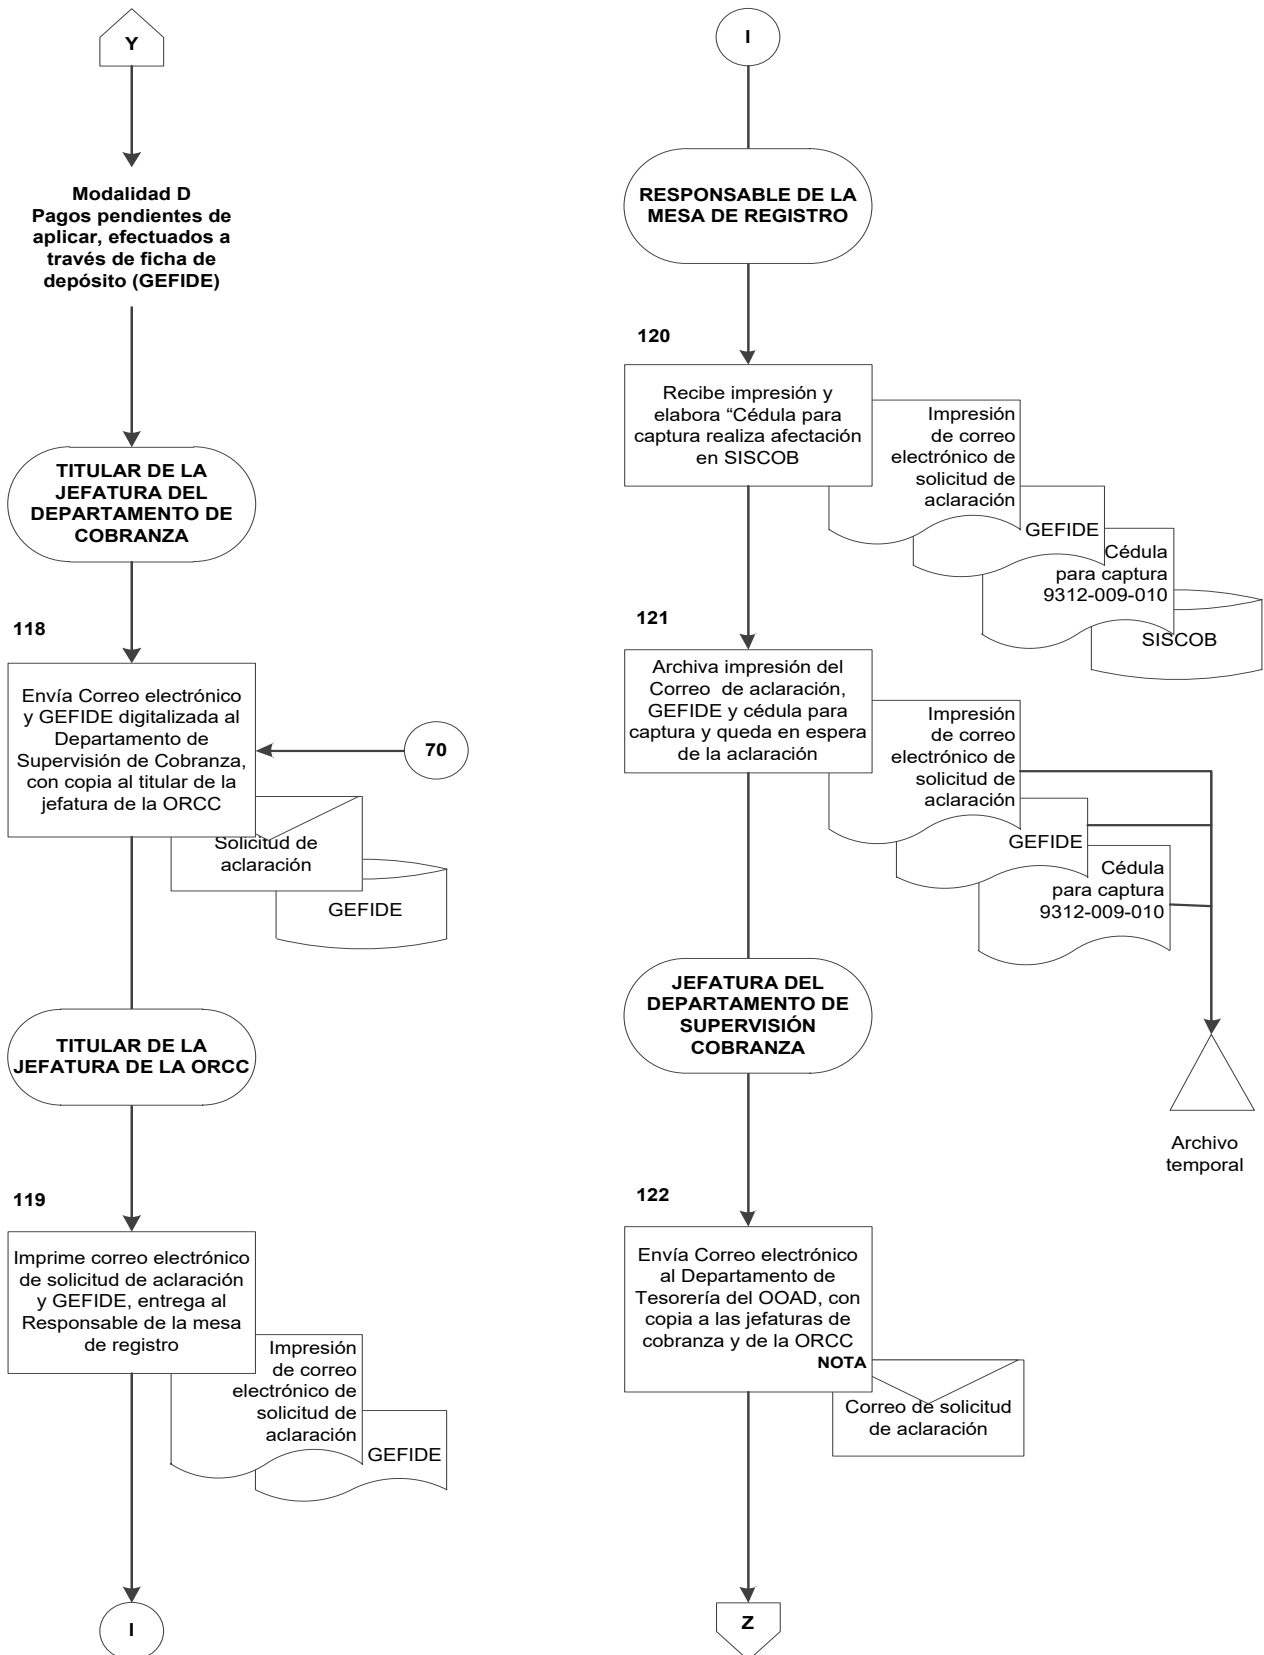 Y
Modalidad D
Pagos pendientes de
aplicar, efectuados a
través de ficha de
depósito (GEFIDE)
TITULAR DE LA
JEFATURA DEL
DEPARTAMENTO DE
COBRANZA
118
Envía Correo electrónico
y GEFIDE digitalizada al
Departamento de
Supervisión de Cobranza,
con copia al titular de la
jefatura de la ORCC
70
Solicitud de
aclaración
GEFIDE
TITULAR DE LA
JEFATURA DE LA ORCC
119
Imprime correo electrónico
de solicitud de aclaración
y GEFIDE, entrega al
Responsable de la mesa
de registro
Impresión
de correo
electrónico de
solicitud de
aclaración
GEFIDE
I
I
RESPONSABLE DE LA
MESA DE REGISTRO
120
Recibe impresión y
elabora “Cédula para
captura realiza afectación
en SISCOB
Impresión
de correo
electrónico de
solicitud de
aclaración
GEFIDE
Cédula
para captura
9312-009-010
SISCOB
121
Archiva impresión del
Correo de aclaración,
GEFIDE y cédula para
captura y queda en espera
de la aclaración
Impresión
de correo
electrónico de
solicitud de
aclaración
GEFIDE
Cédula
para captura
9312-009-010
Archivo
temporal
JEFATURA DEL
DEPARTAMENTO DE
SUPERVISIÓN
COBRANZA
122
Envía Correo electrónico
al Departamento de
Tesorería del OOAD, con
copia a las jefaturas de
cobranza y de la ORCC
NOTA
Correo de solicitud
de aclaración
Z